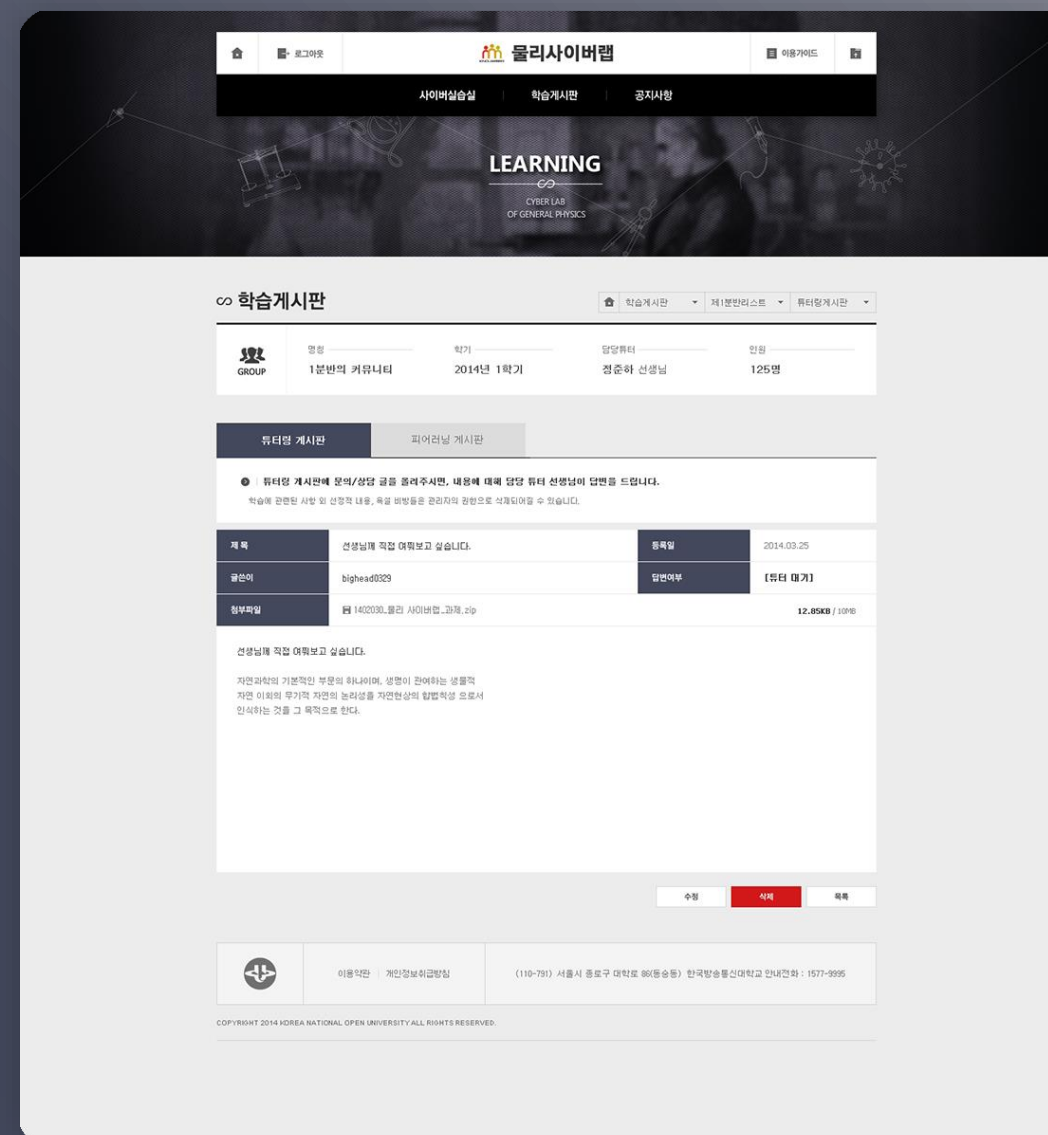 로그아웃
물리사이버랩
이용가이드
사이버실습실 학습게시판 공지사항
LEARNING
CYBER LAB
OF GENERAL PHYSICS
학습게시판
학습게시판 제1분반리스트 튜터링게시판
GROUP
명칭 학기 담당튜터 인원
1분반의 커뮤니티 2014년 1학기 정준하 선생님 125명
튜터링 게시판 피어러닝 게시판
튜터링 게시판에 문의/상담 글을 올려주시면, 내용에 대해 담당 튜터 선생님이 답변을 드립니다.
학습에 관련된 사항 외 선정적 내용, 욕설 비방등은 관리자의 권한으로 삭제되어질 수 있습니다.
제 목 선생님께 직접 여쭤보고 싶습니다. 등록일 2014.03.25
글쓴이 bighead0329 답변여부 [튜터 대기]
첨부파일 1402030_물리 사이버랩_과제.zip 12.85KB / 10MB
선생님께 직접 여쭤보고 싶습니다.
자연과학의 기본적인 부문의 하나이며, 생명이 관여하는 생물적
자연 이외의 무기적 자연의 논리성을 자연현상의 합법칙성 으로서
인식하는 것을 그 목적으로 한다.
수정 삭제 목록
이용약관 개인정보취급방침 (110-791) 서울시 종로구 대학로 86(동숭동) 한국방송통신대학교 안내전화 : 1577-9995
COPYRIGHT 2014 KOREA NATIONAL OPEN UNIVERSITY ALL RIGHTS RESERVED.